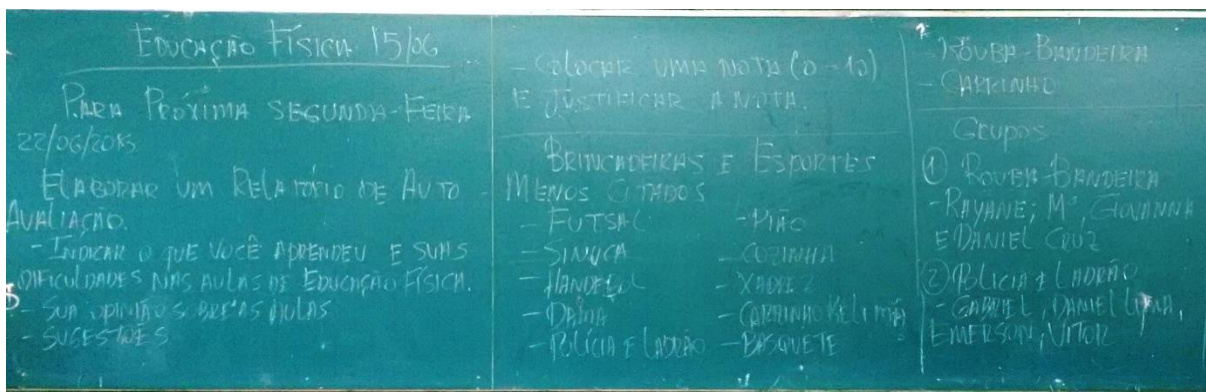 EDUCAÇÃO FÍSICA 15/06
PARA PRÓXIMA SEGUNDA-FEIRA
22/06/2015
ELABORAR UM RELATÓRIO DE AUTO
AVALIAÇÃO.
- INDICAR O QUE VOCÊ APRENDEU E SUAS
DIFICULDADES NAS AULAS DE EDUCAÇÃO FÍSICA.
- SUA OPINIÃO SOBRE AS AULAS
- SUGESTÕES
- COLOCAR UMA NOTA (0-10)
E JUSTIFICAR A NOTA.
BRINCADEIRAS E ESPORTES
MENOS CITADOS
- FUTSAL - PIÃO
- SINUCA - COZINHA
- HANDEBOL - XADREZ
- DAMA - CARRINHO
- POLÍCIA E LADRÃO - BASQUETE
- ROUBA-BANDEIRA
- CARRINHO
GRUPOS
① ROUBA-BANDEIRA
- RAYANE, Mª, GIOVANNA
E DANIEL CRUZ
② POLICIA E LADRÃO
- GABRIEL, DANIEL LIMA,
EMERSON, VITOR